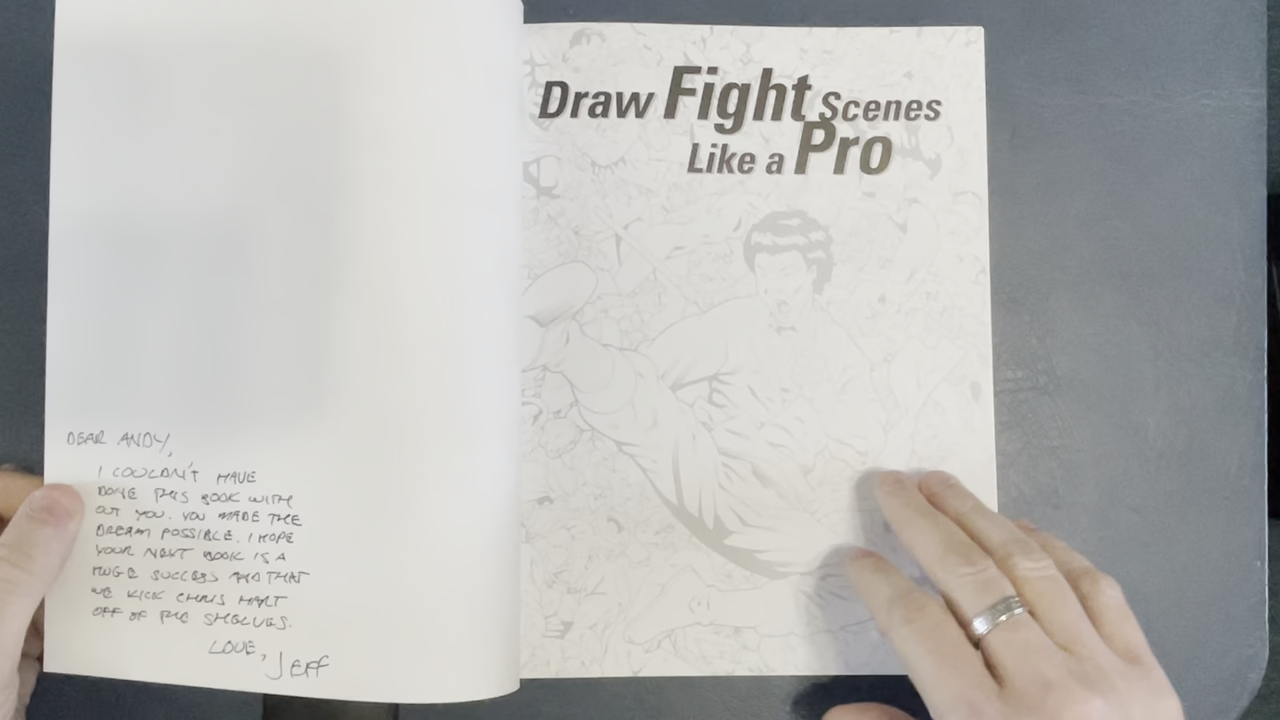 DEAR ANDY,
I COULDN'T HAVE
DONE THIS BOOK WITH
OUT YOU. YOU MADE THE
DREAM POSSIBLE. I HOPE
YOUR NEXT BOOK IS A
HUGE SUCCESS AND THAT
WE KICK CHRIS HART
OFF OF THE SHELVES.
LOVE,
JEFF
Draw Fight Scenes
Like a Pro